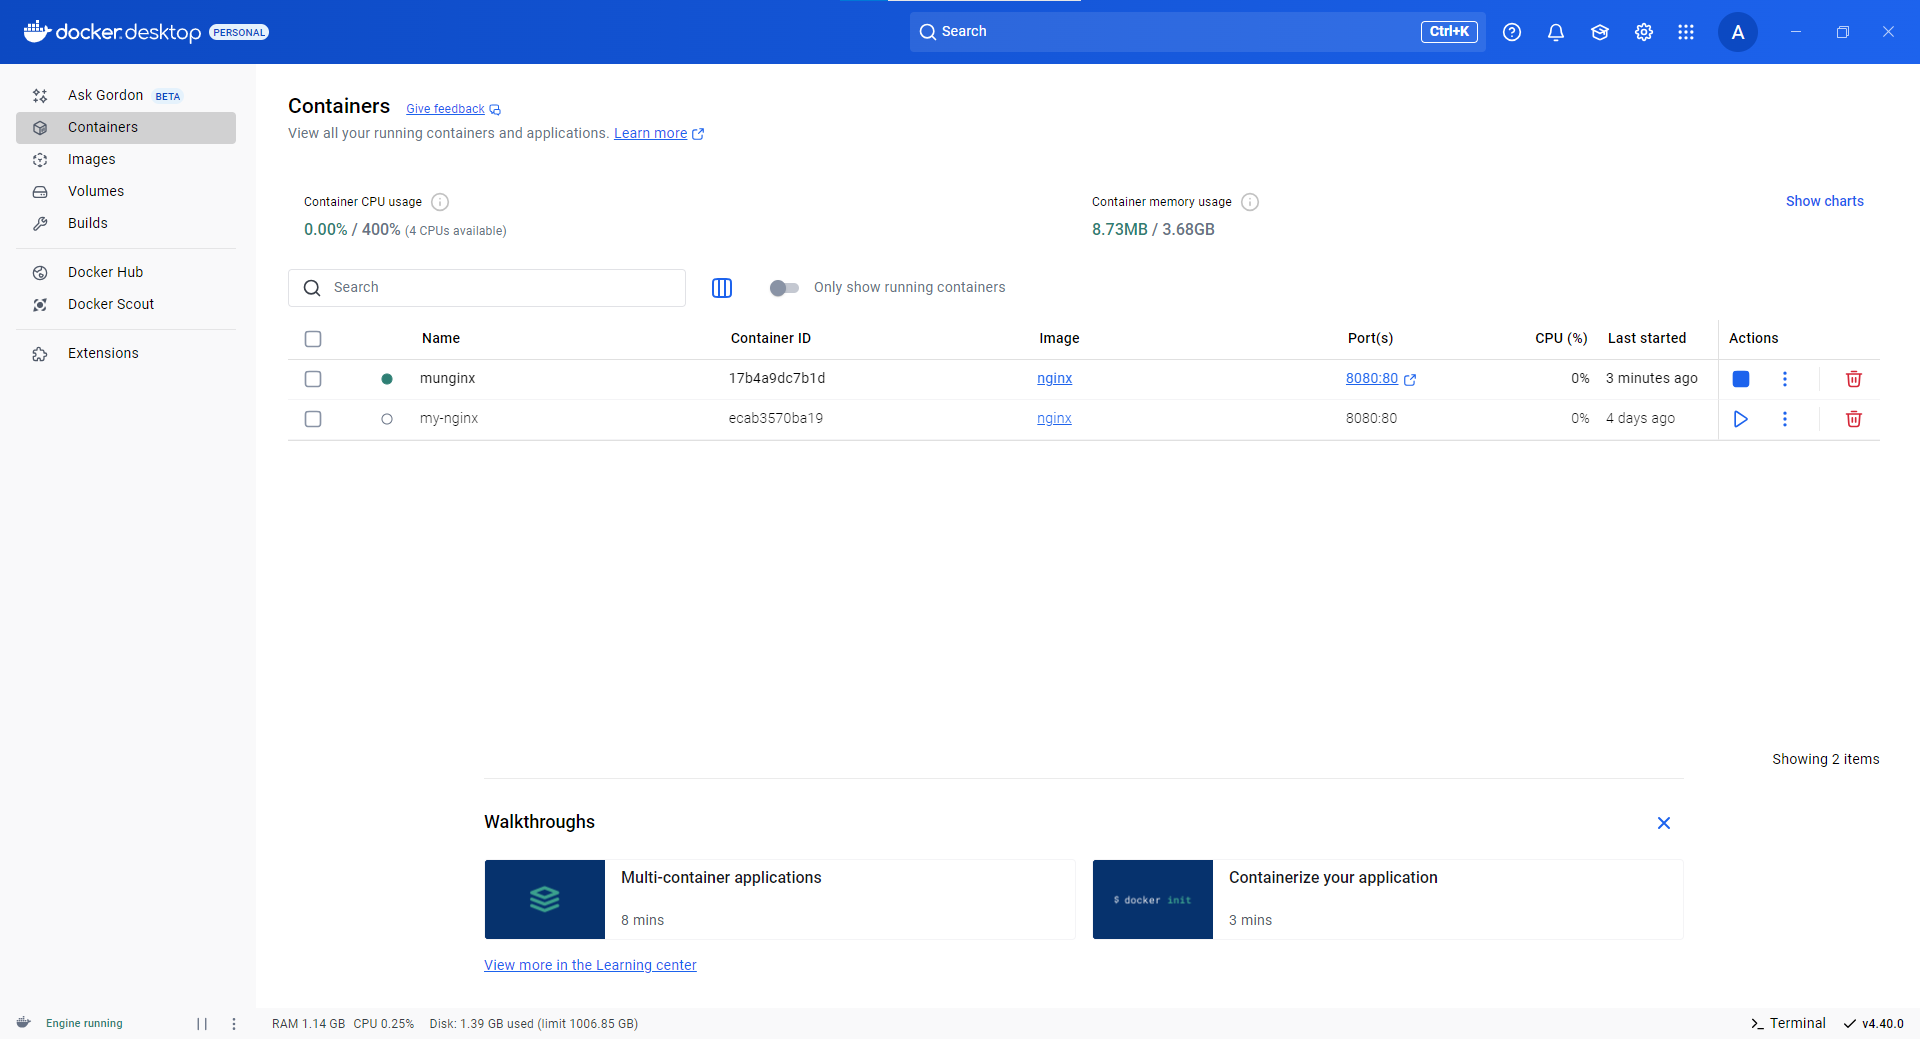 docker.desktop PERSONAL
Search Ctrl+K
A
Ask Gordon BETA
Containers
Images
Volumes
Builds
Docker Hub
Docker Scout
Extensions
Containers Give feedback
View all your running containers and applications. Learn more
Container CPU usage
0.00% / 400% (4 CPUs available)
Container memory usage
8.73MB / 3.68GB
Show charts
Search
Only show running containers
Name Container ID Image Port(s) CPU (%) Last started Actions
munginx 17b4a9dc7b1d nginx 8080:80 0% 3 minutes ago
my-nginx ecab3570ba19 nginx 8080:80 0% 4 days ago
Showing 2 items
Walkthroughs
Multi-container applications
8 mins
$ docker init
Containerize your application
3 mins
View more in the Learning center
Engine running
RAM 1.14 GB CPU 0.25% Disk: 1.39 GB used (limit 1006.85 GB)
Terminal
v4.40.0